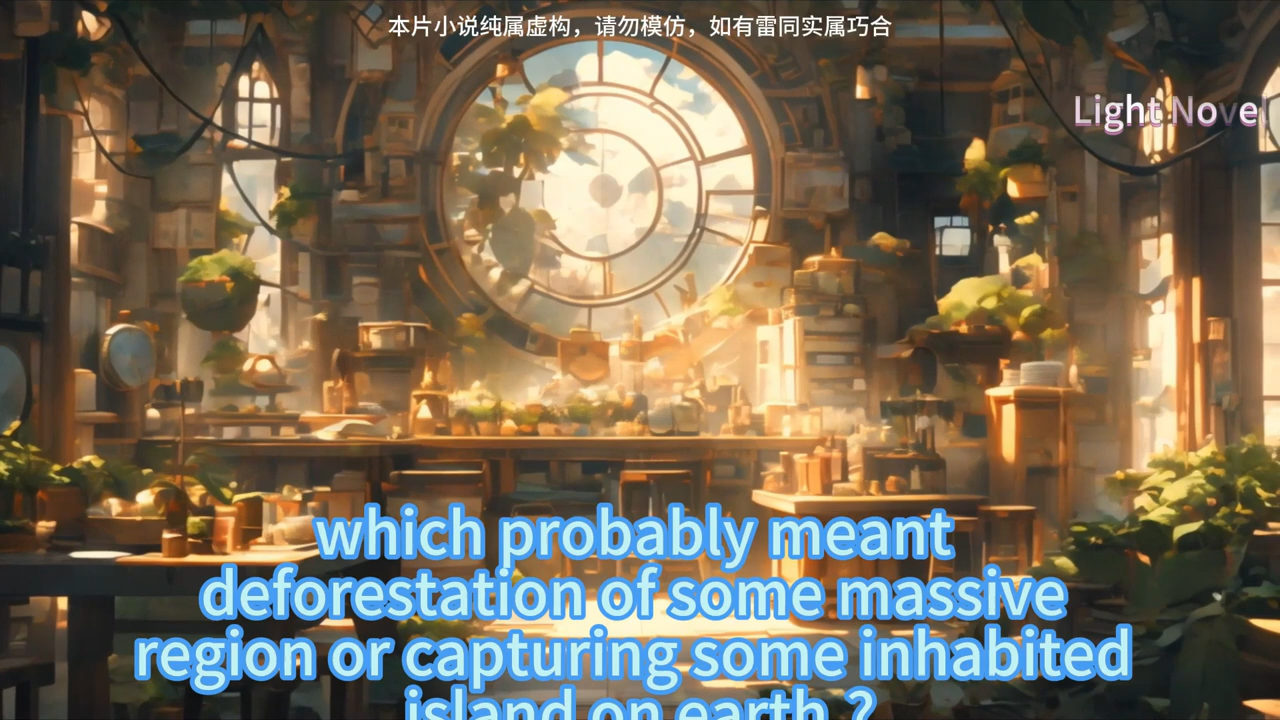 本片小说纯属虚构，请勿模仿，如有雷同实属巧合
Light Nove
which probably meant
deforestation of some massive
region or capturing some inhabited
island on earth ?